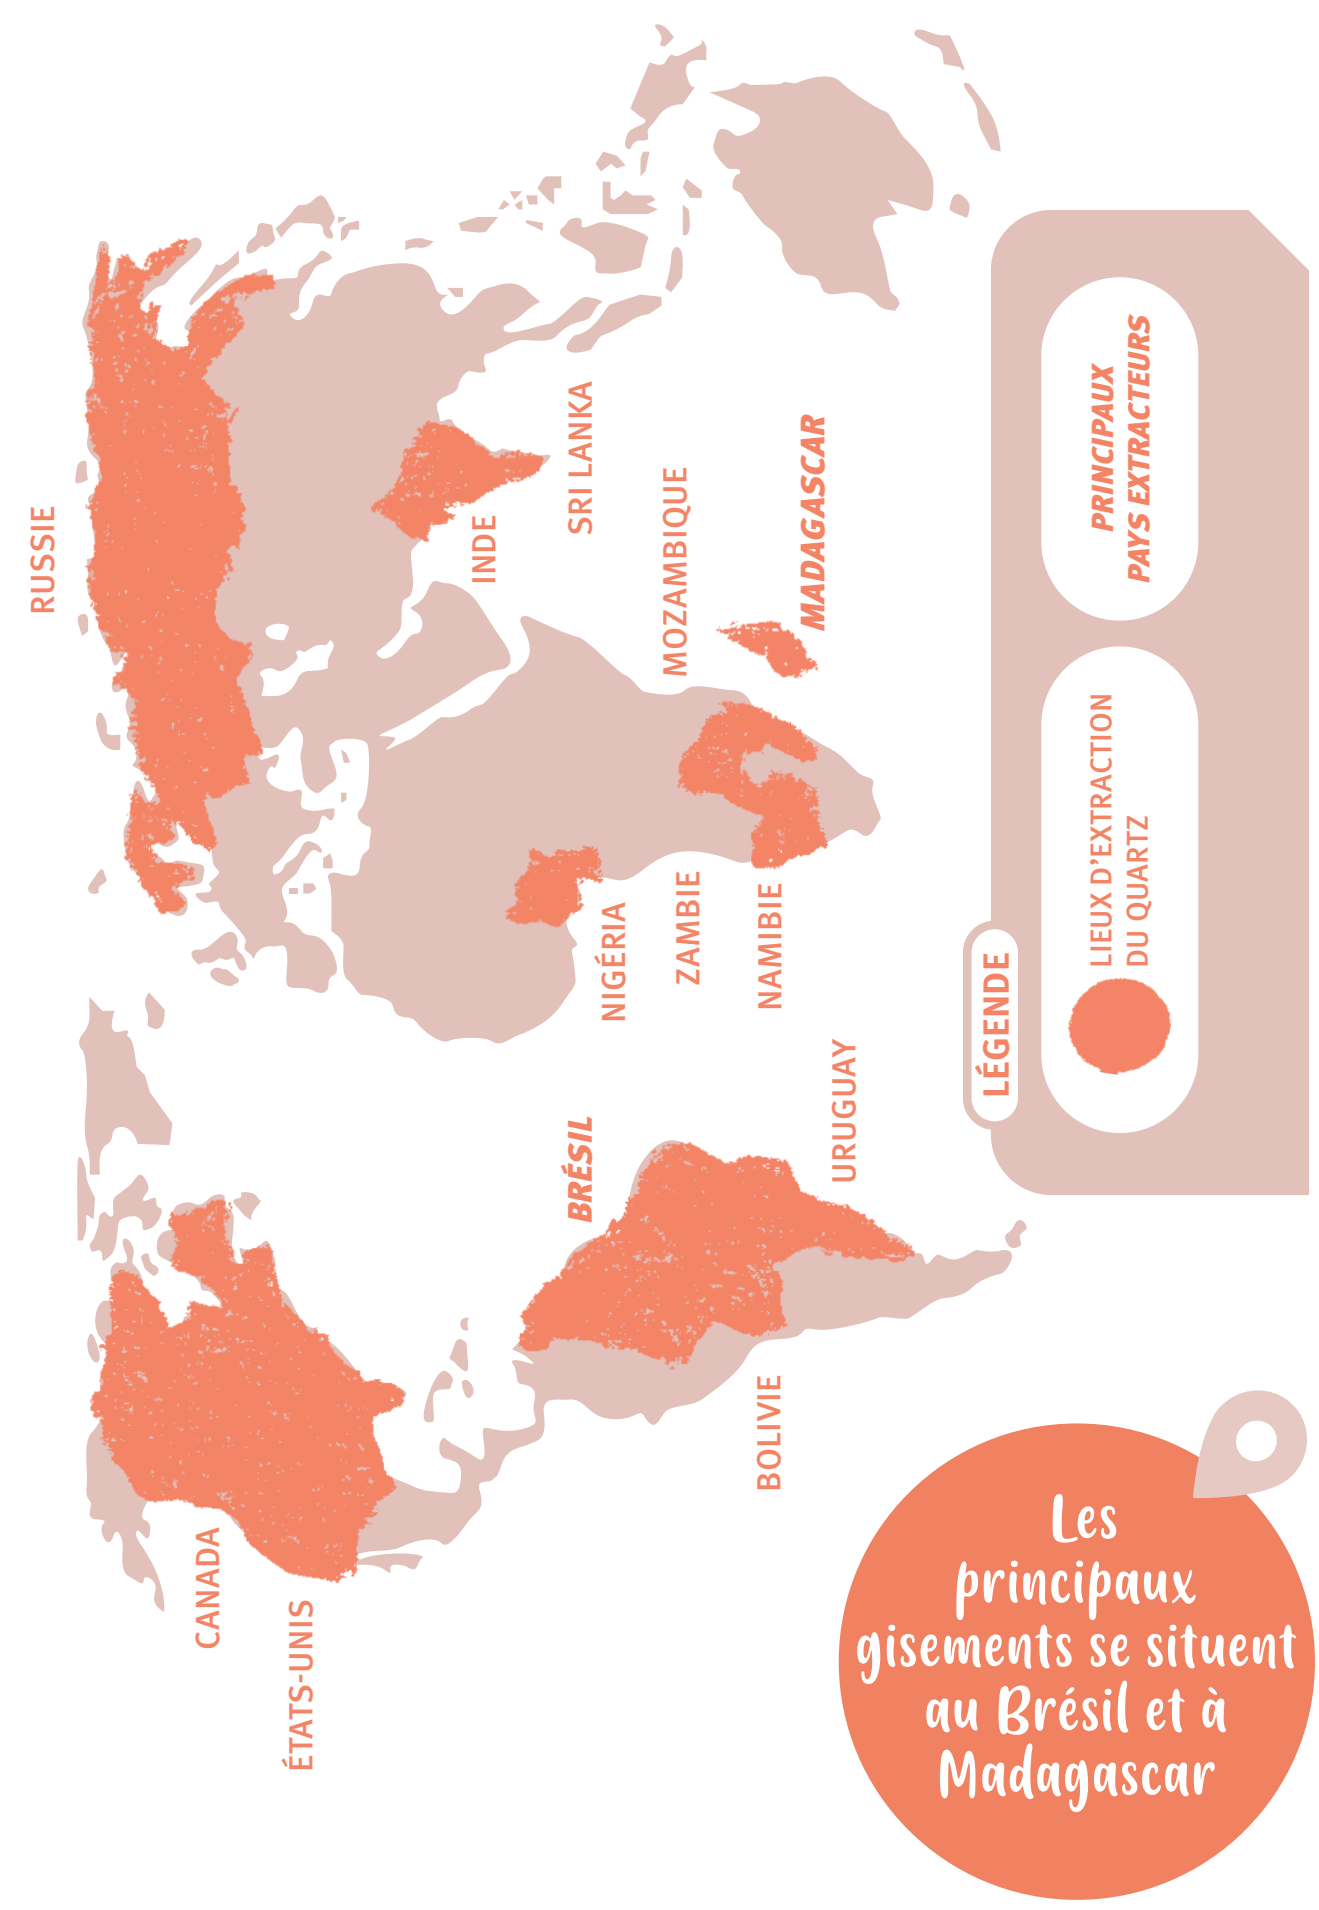 RUSSIE
CANADA
ÉTATS-UNIS
INDE
SRI LANKA
BRÉSIL
NIGÉRIA
MOZAMBIQUE
ZAMBIE
NAMIBIE
MADAGASCAR
BOLIVIE
URUGUAY
LÉGENDE
LIEUX D'EXTRACTION
DU QUARTZ
PRINCIPAUX
PAYS EXTRACTEURS
Les
principaux
gisements se situent
au Brésil et à
Madagascar